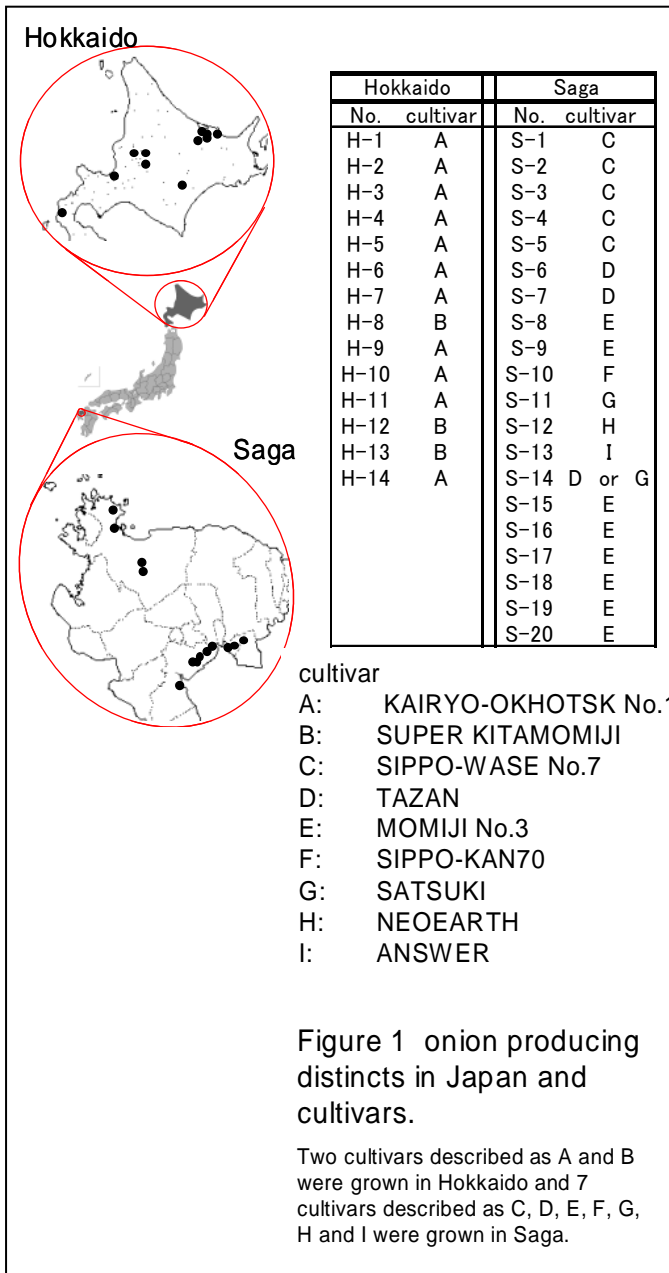 Hokkaido
Hokkaido Saga
No. cultivar No. cultivar
H-1 A S-1 C
H-2 A S-2 C
H-3 A S-3 C
H-4 A S-4 C
H-5 A S-5 C
H-6 A S-6 D
H-7 A S-7 D
H-8 B S-8 E
H-9 A S-9 E
H-10 A S-10 F
H-11 A S-11 G
H-12 B S-12 H
H-13 B S-13 I
H-14 A S-14 D or G
S-15 E
S-16 E
S-17 E
S-18 E
S-19 E
S-20 E
Saga
cultivar
A: KAIRYO-OKHOTSK No.1
B: SUPER KITAMOMIJI
C: SIPPO-WASE No.7
D: TAZAN
E: MOMIJI No.3
F: SIPPO-KAN70
G: SATSUKI
H: NEOEARTH
I: ANSWER
Figure 1 onion producing
distincts in Japan and
cultivars.
Two cultivars described as A and B
were grown in Hokkaido and 7
cultivars described as C, D, E, F, G,
H and I were grown in Saga.